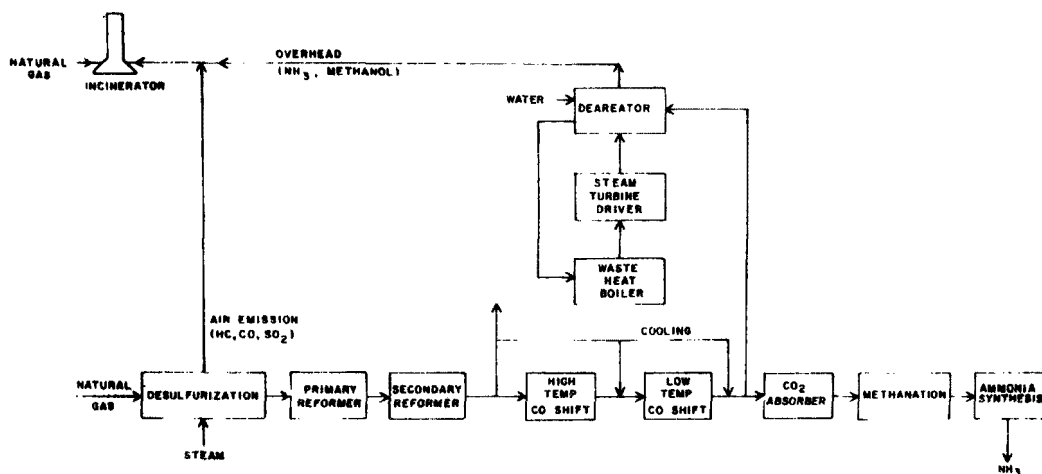 NATURAL
GAS
INCINERATOR
OVERHEAD
(NH3, METHANOL)
WATER
DEAREATOR
STEAM
TURBINE
DRIVER
WASTE
HEAT
BOILER
AIR EMISSION
(HC,CO,SO2)
COOLING
NATURAL
GAS
DESULFURIZATION
PRIMARY
REFORMER
SECONDARY
REFORMER
HIGH
TEMP
CO SHIFT
LOW
TEMP
CO SHIFT
CO2
ABSORBER
METHANATION
AMMONIA
SYNTHESIS
STEAM
NH3